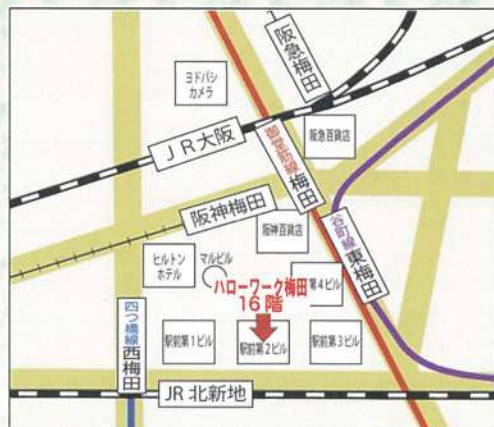 阪急梅田
ヨドバシ
カメラ
JR大阪
御堂筋線 梅田
阪急百貨店
阪神梅田
阪神百貨店
谷町線 東梅田
ヒルトン
ホテル
マルビル
ハローワーク梅田
16階
第4ビル
四つ橋線 西梅田
駅前第1ビル
駅前第2ビル
駅前第3ビル
JR北新地